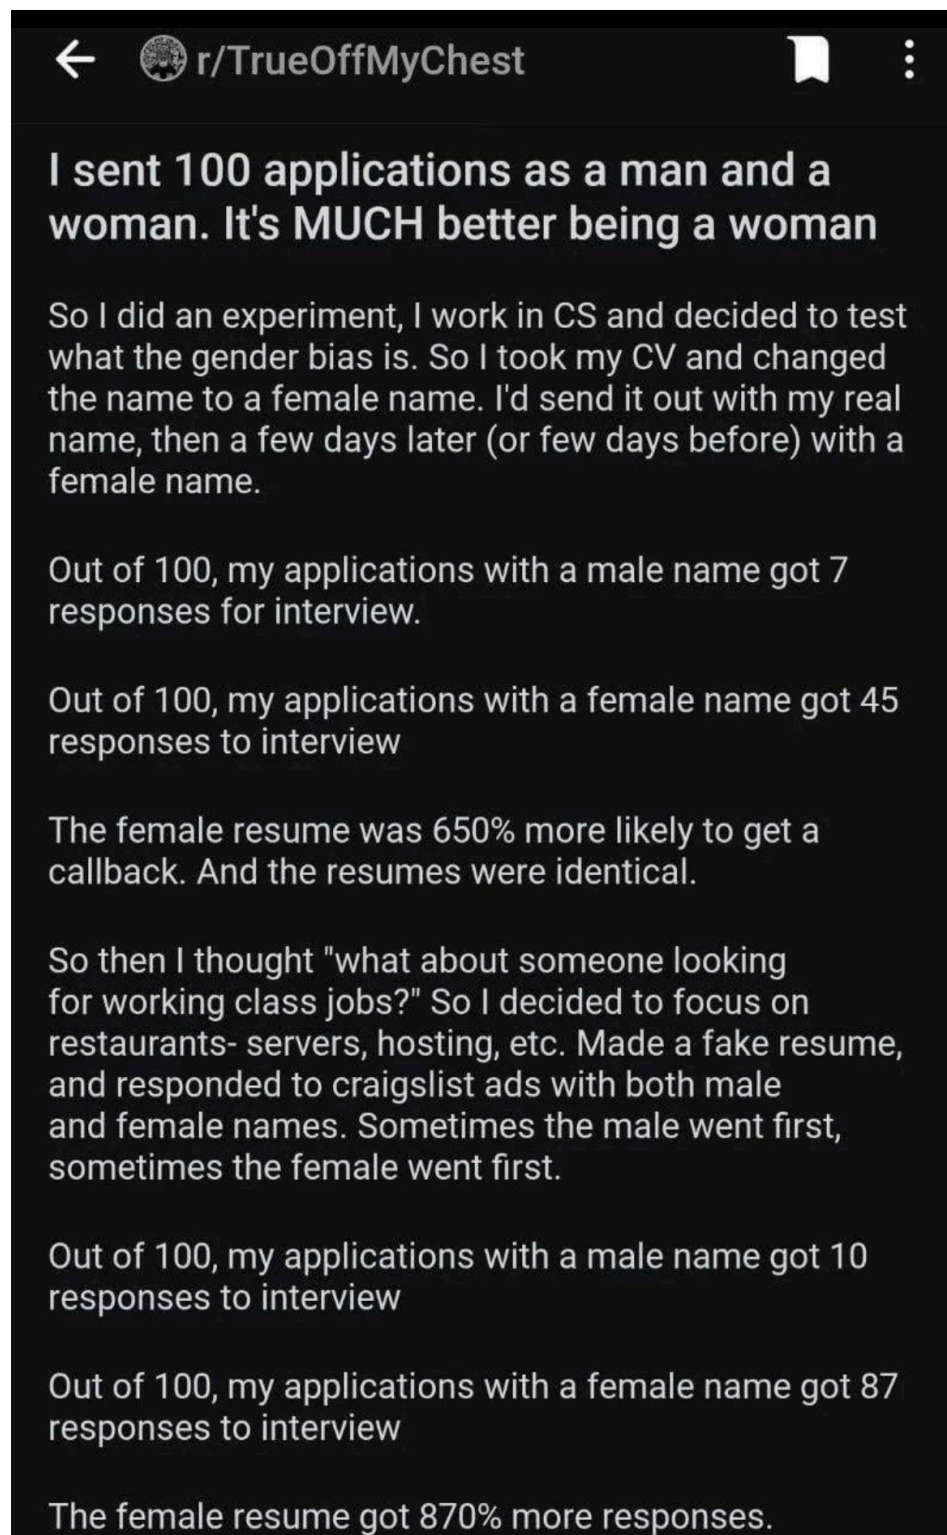 r/TrueOffMyChest
I sent 100 applications as a man and a
woman. It's MUCH better being a woman
So I did an experiment, I work in CS and decided to test
what the gender bias is. So I took my CV and changed
the name to a female name. I'd send it out with my real
name, then a few days later (or few days before) with a
female name.
Out of 100, my applications with a male name got 7
responses for interview.
Out of 100, my applications with a female name got 45
responses to interview
The female resume was 650% more likely to get a
callback. And the resumes were identical.
So then I thought "what about someone looking
for working class jobs?" So I decided to focus on
restaurants- servers, hosting, etc. Made a fake resume,
and responded to craigslist ads with both male
and female names. Sometimes the male went first,
sometimes the female went first.
Out of 100, my applications with a male name got 10
responses to interview
Out of 100, my applications with a female name got 87
responses to interview
The female resume got 870% more responses.